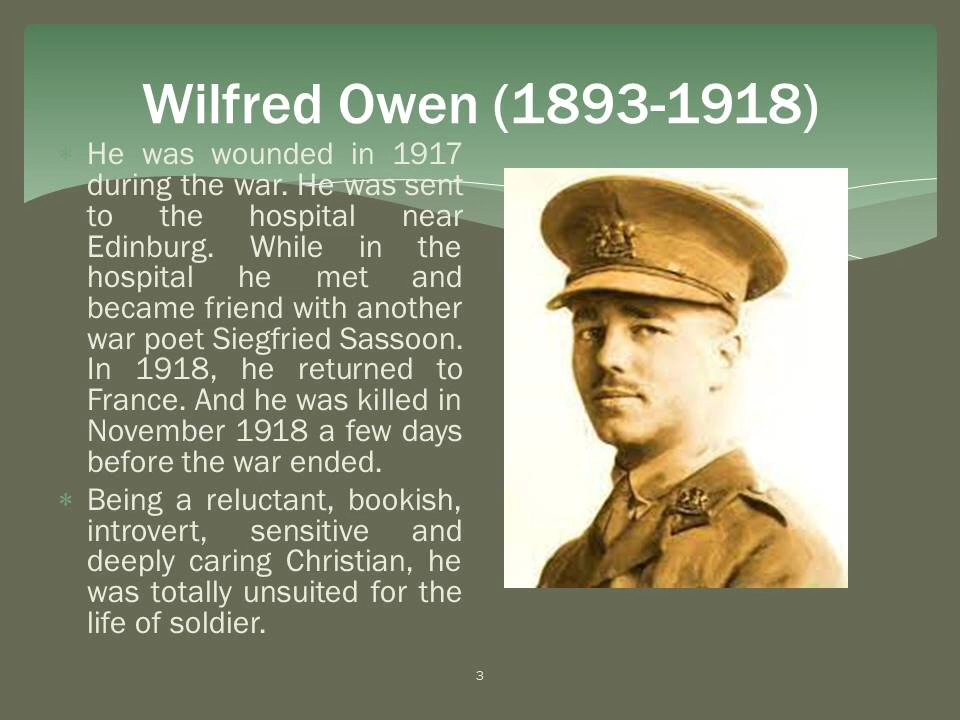 Wilfred Owen (1893-1918)
* He was wounded in 1917
during the war. He was sent
to the hospital near
Edinburg. While in the
hospital he met and
became friend with another
war poet Siegfried Sassoon.
In 1918, he returned to
France. And he was killed in
November 1918 a few days
before the war ended.
* Being a reluctant, bookish,
introvert, sensitive and
deeply caring Christian, he
was totally unsuited for the
life of soldier.
3